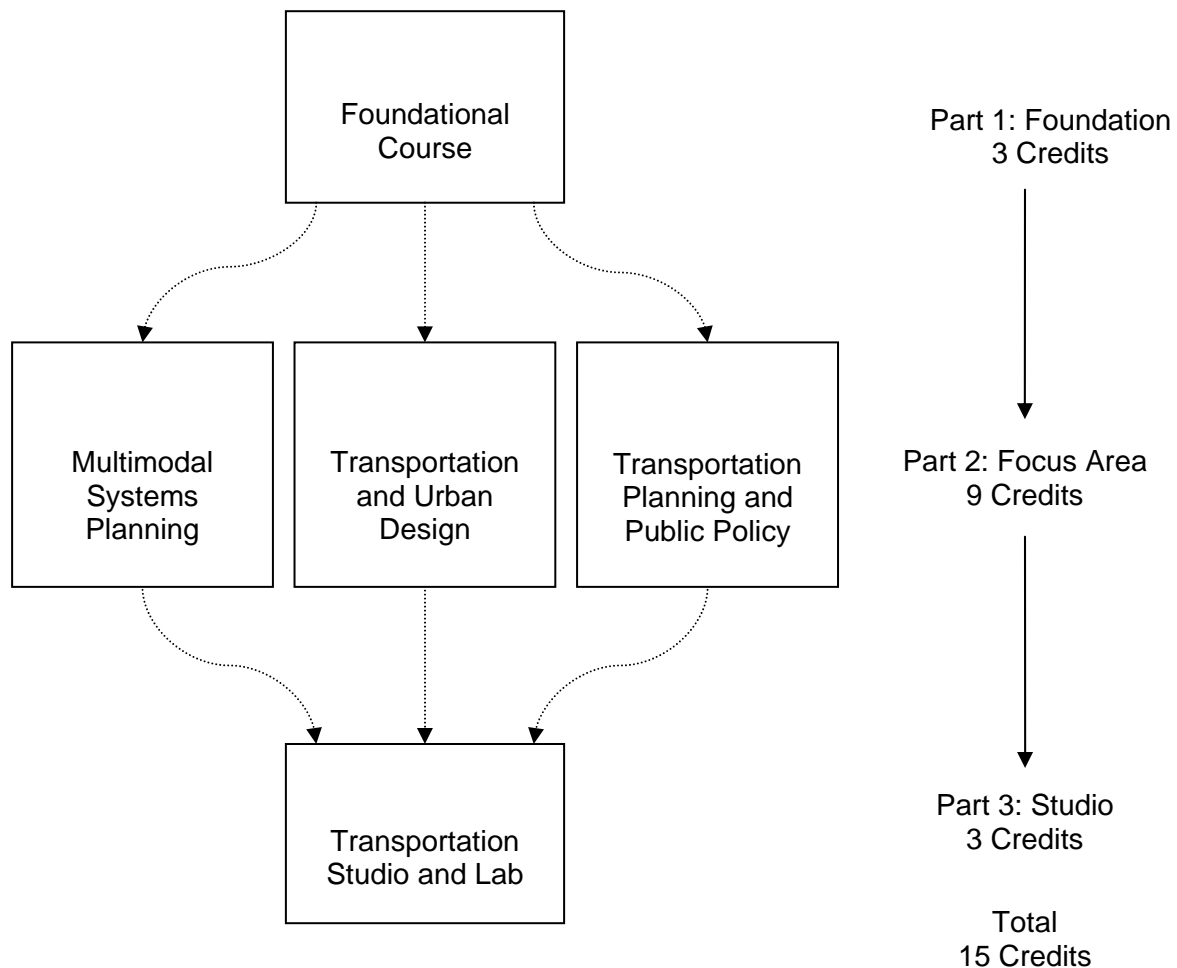 Foundational
Course
Part 1: Foundation
3 Credits
Multimodal
Systems
Planning
Transportation
and Urban
Design
Transportation
Planning and
Public Policy
Part 2: Focus Area
9 Credits
Transportation
Studio and Lab
Part 3: Studio
3 Credits
Total
15 Credits